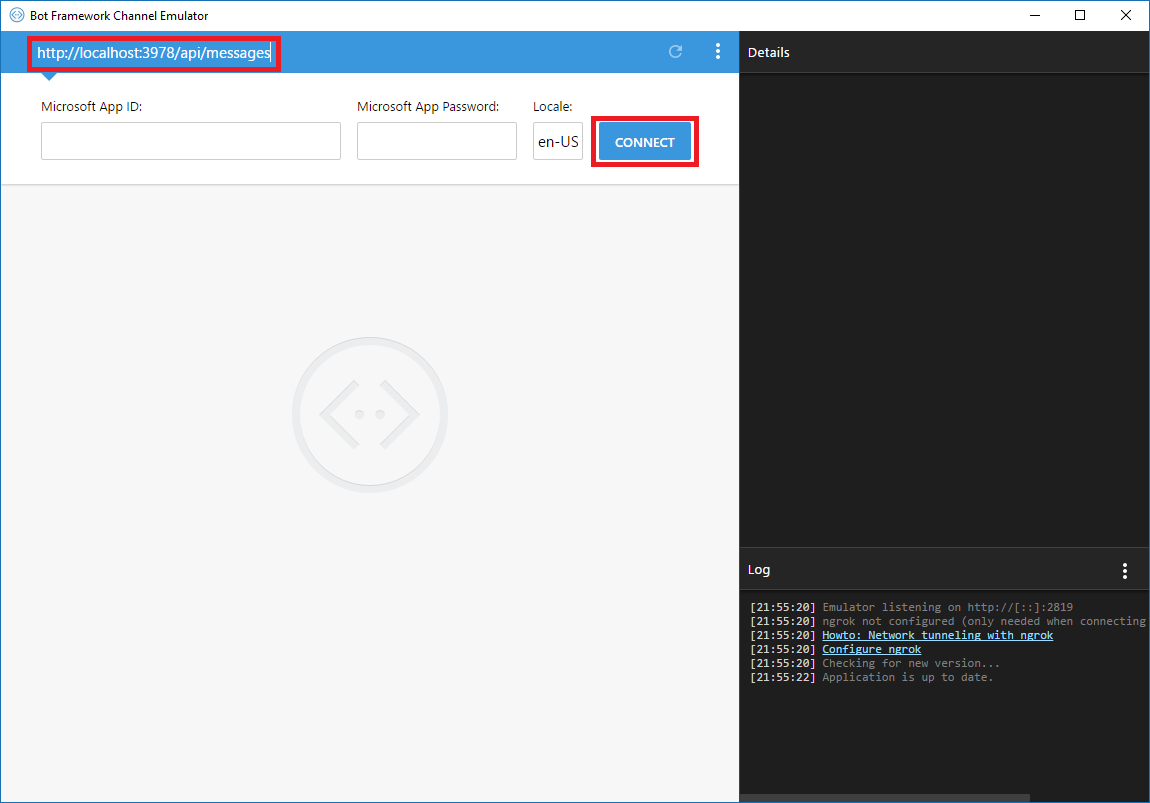 Bot Framework Channel Emulator
http://localhost:3978/api/messages
Details
Microsoft App ID:
Microsoft App Password:
Locale:
en-US
CONNECT
Log
[21:55:20] Emulator listening on http://[::]:2819
[21:55:20] ngrok not configured (only needed when connecting
[21:55:20] Howto: Network tunneling with ngrok
[21:55:20] Configure ngrok
[21:55:20] Checking for new version...
[21:55:22] Application is up to date.